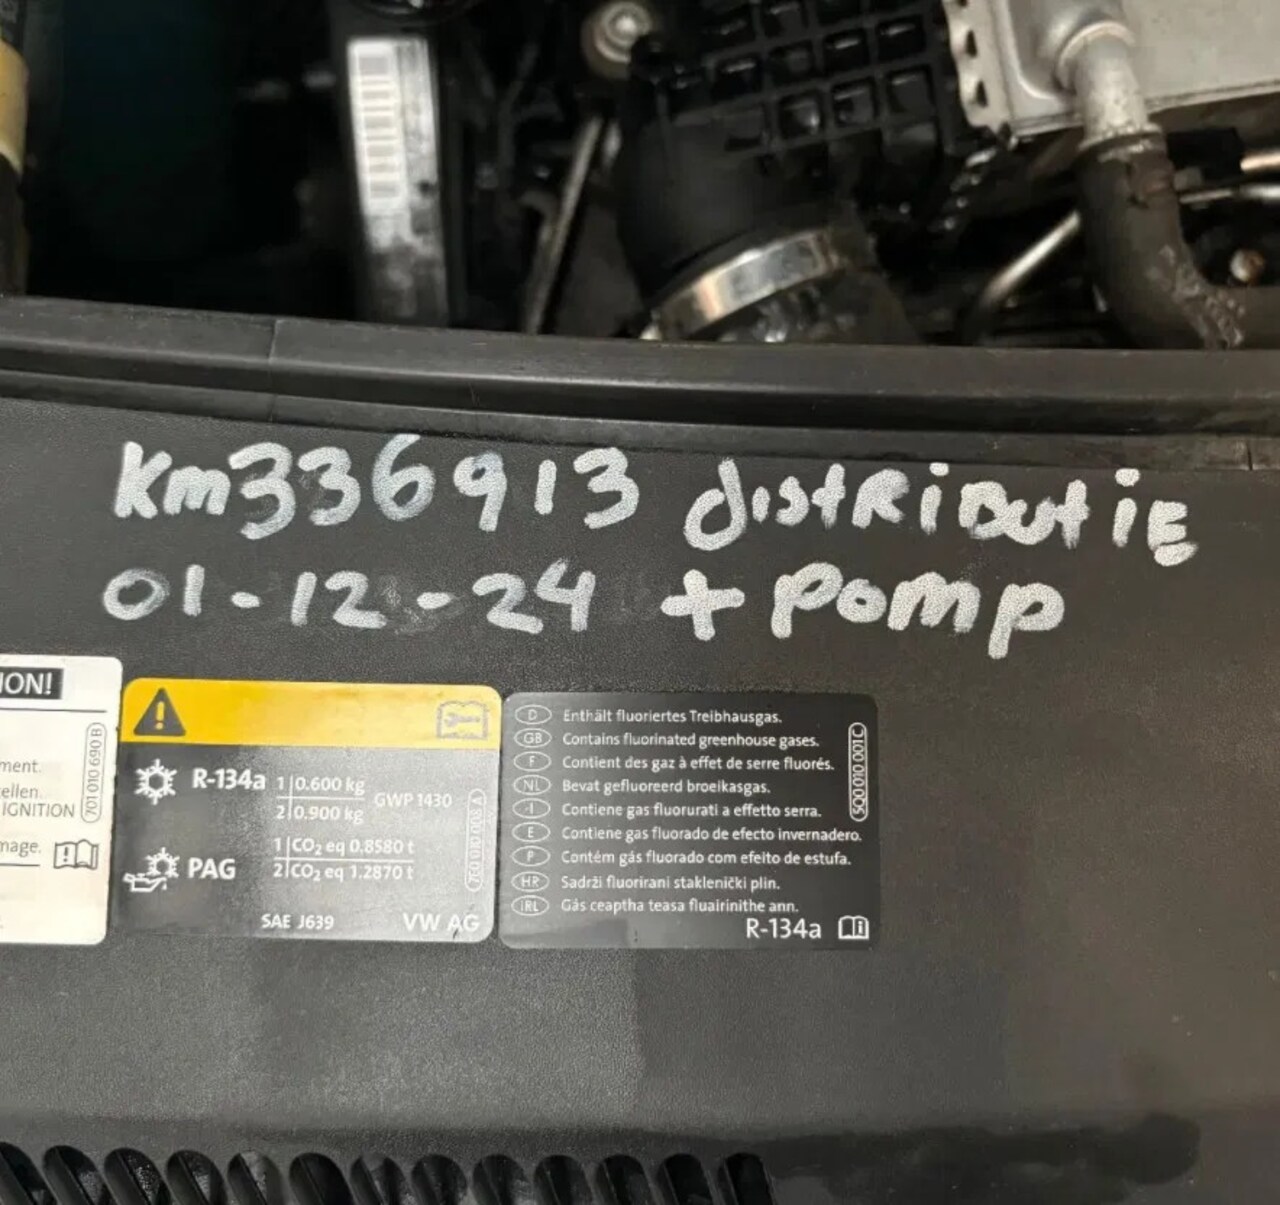 Km336913 distributie
01-12-24 + pomp
ION!
ment.
ellen.
IGNITION
mage.
701 010 690 B
R-134a
1 0.600 kg
2 0.900 kg
GWP 1430
PAG
1 CO₂ eq 0.8580 t
2 CO₂ eq 1.2870 t
7E0 010 008 A
SAE J639
VW AG
D Enthält fluoriertes Treibhausgas.
GB Contains fluorinated greenhouse gases.
F Contient des gaz à effet de serre fluorés.
NL Bevat gefluoreerd broeikasgas.
I Contiene gas fluorurati a effetto serra.
E Contiene gas fluorado de efecto invernadero.
P Contém gás fluorado com efeito de estufa.
HR Sadrži fluorirani staklenički plin.
IRL Gás ceaptha teasa fluairinithe ann.
5Q0 010 001 C
R-134a